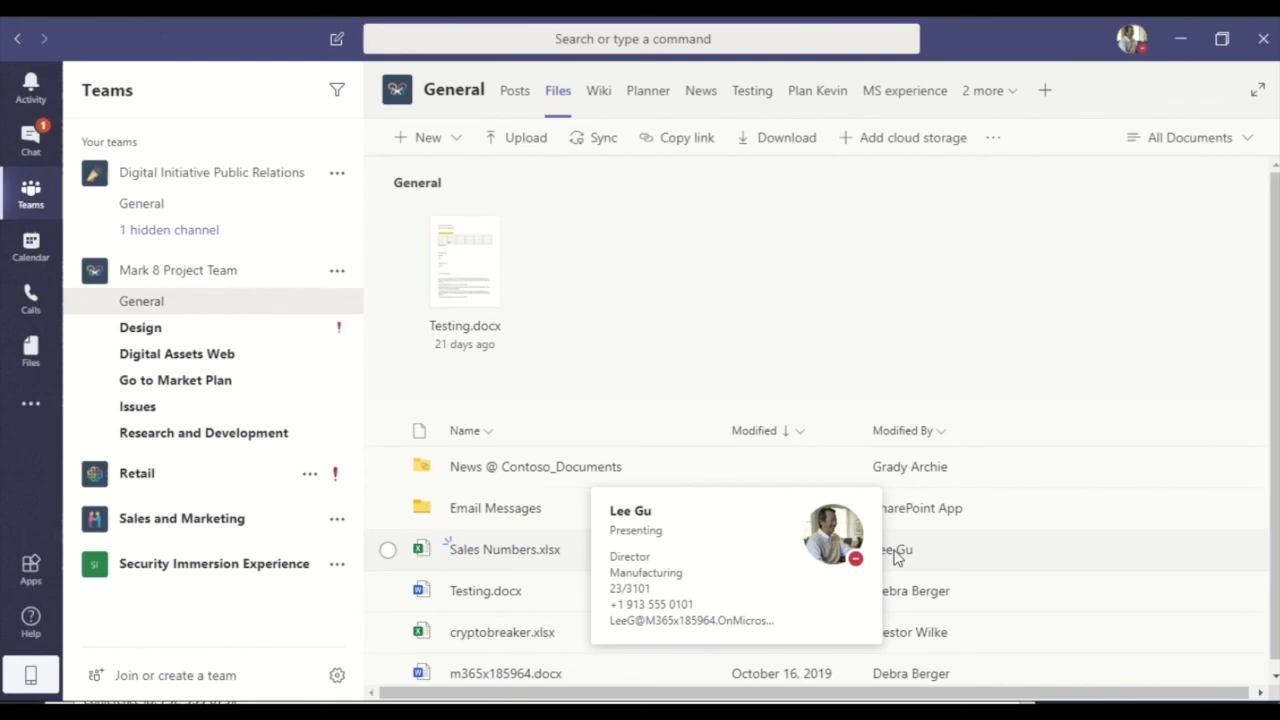 Search or type a command
Activity
Chat
1
Teams
Calendar
Calls
Files
Apps
Help
Teams
Your teams
Digital Initiative Public Relations
General
1 hidden channel
Mark 8 Project Team
General
Design
Digital Assets Web
Go to Market Plan
Issues
Research and Development
Retail
Sales and Marketing
SI
Security Immersion Experience
Join or create a team
General Posts Files Wiki Planner News Testing Plan Kevin MS experience 2 more
New Upload Sync Copy link Download Add cloud storage All Documents
General
Testing.docx
21 days ago
Name Modified Modified By
News @ Contoso_Documents Grady Archie
Email Messages
Sales Numbers.xlsx
Testing.docx
cryptobreaker.xlsx
m365x185964.docx October 16, 2019 Debra Berger
Lee Gu
Presenting
Director
Manufacturing
23/3101
+1 913 555 0101
LeeG@M365x185964.OnMicros...
harePoint App
ee Gu
ebra Berger
estor Wilke